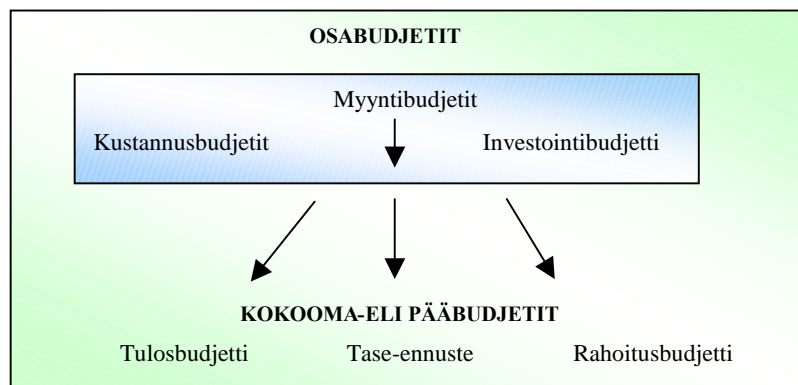 OSABUDJETIT
Myyntibudjetit
Kustannusbudjetit Investointibudjetti
KOKOOMA-ELI PÄÄBUDJETIT
Tulosbudjetti Tase-ennuste Rahoitusbudjetti